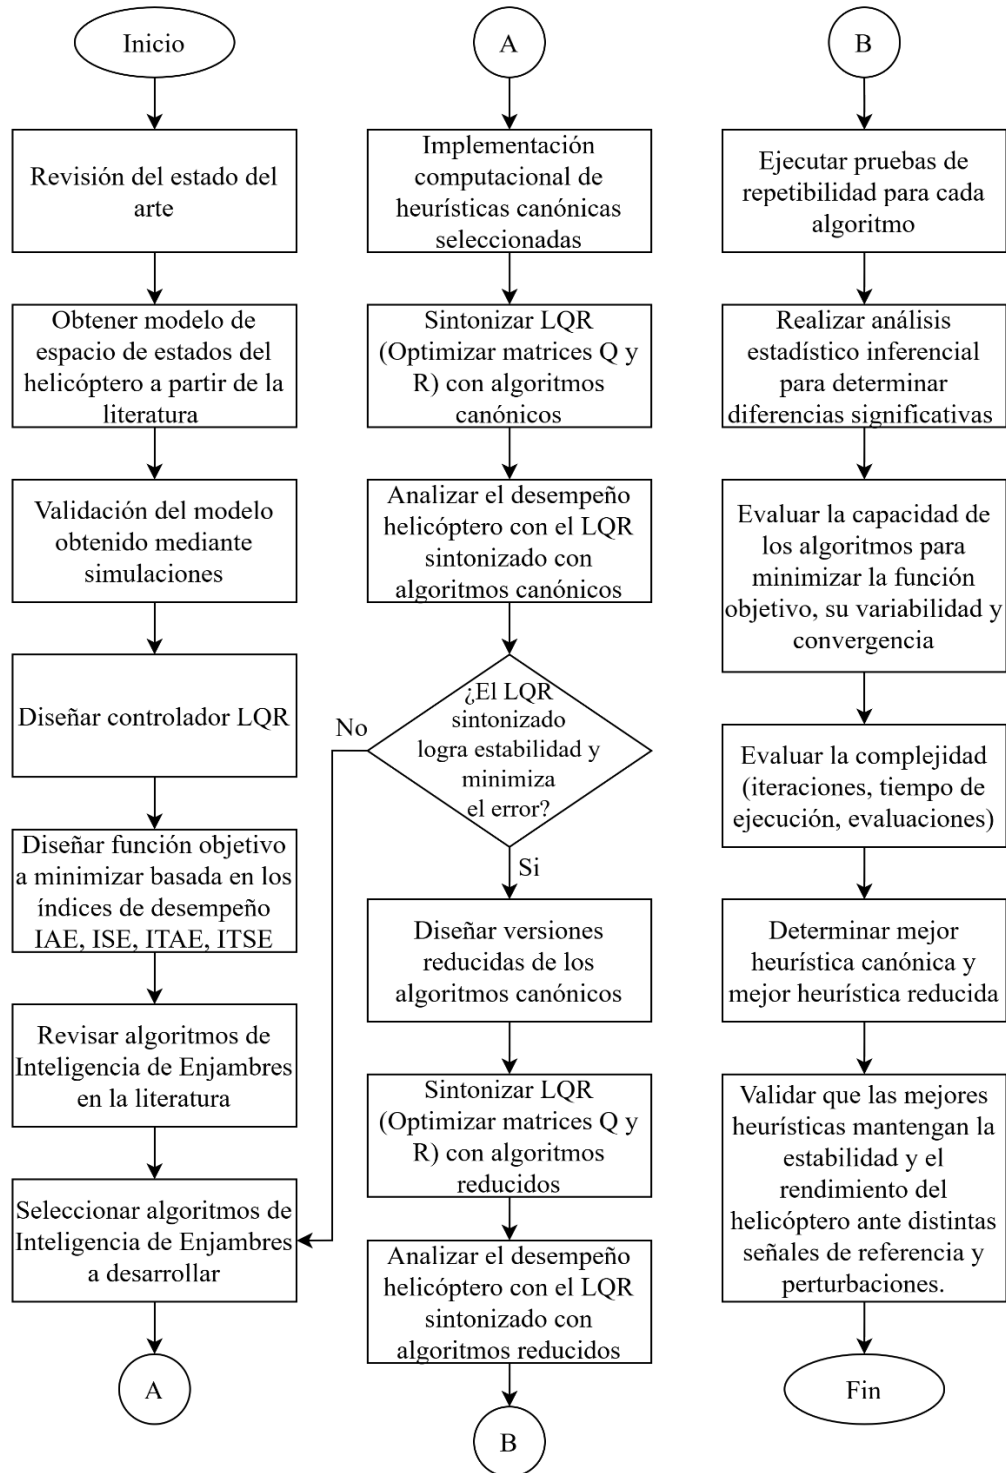 Inicio
Revisión del estado del
arte
Obtener modelo de
espacio de estados del
helicóptero a partir de la
literatura
Validación del modelo
obtenido mediante
simulaciones
Diseñar controlador LQR
Diseñar función objetivo
a minimizar basada en los
índices de desempeño
IAE, ISE, ITAE, ITSE
Revisar algoritmos de
Inteligencia de Enjambres
en la literatura
Seleccionar algoritmos de
Inteligencia de Enjambres
a desarrollar
A
A
Implementación
computacional de
heurísticas canónicas
seleccionadas
Sintonizar LQR
(Optimizar matrices Q y
R) con algoritmos
canónicos
Analizar el desempeño
helicóptero con el LQR
sintonizado con
algoritmos canónicos
¿El LQR
sintonizado
logra estabilidad y
minimiza
el error?
No
Si
Diseñar versiones
reducidas de los
algoritmos canónicos
Sintonizar LQR
(Optimizar matrices Q y
R) con algoritmos
reducidos
Analizar el desempeño
helicóptero con el LQR
sintonizado con
algoritmos reducidos
B
B
Ejecutar pruebas de
repetibilidad para cada
algoritmo
Realizar análisis
estadístico inferencial
para determinar
diferencias significativas
Evaluar la capacidad de
los algoritmos para
minimizar la función
objetivo, su variabilidad y
convergencia
Evaluar la complejidad
(iteraciones, tiempo de
ejecución, evaluaciones)
Determinar mejor
heurística canónica y
mejor heurística reducida
Validar que las mejores
heurísticas mantengan la
estabilidad y el
rendimiento del
helicóptero ante distintas
señales de referencia y
perturbaciones.
Fin